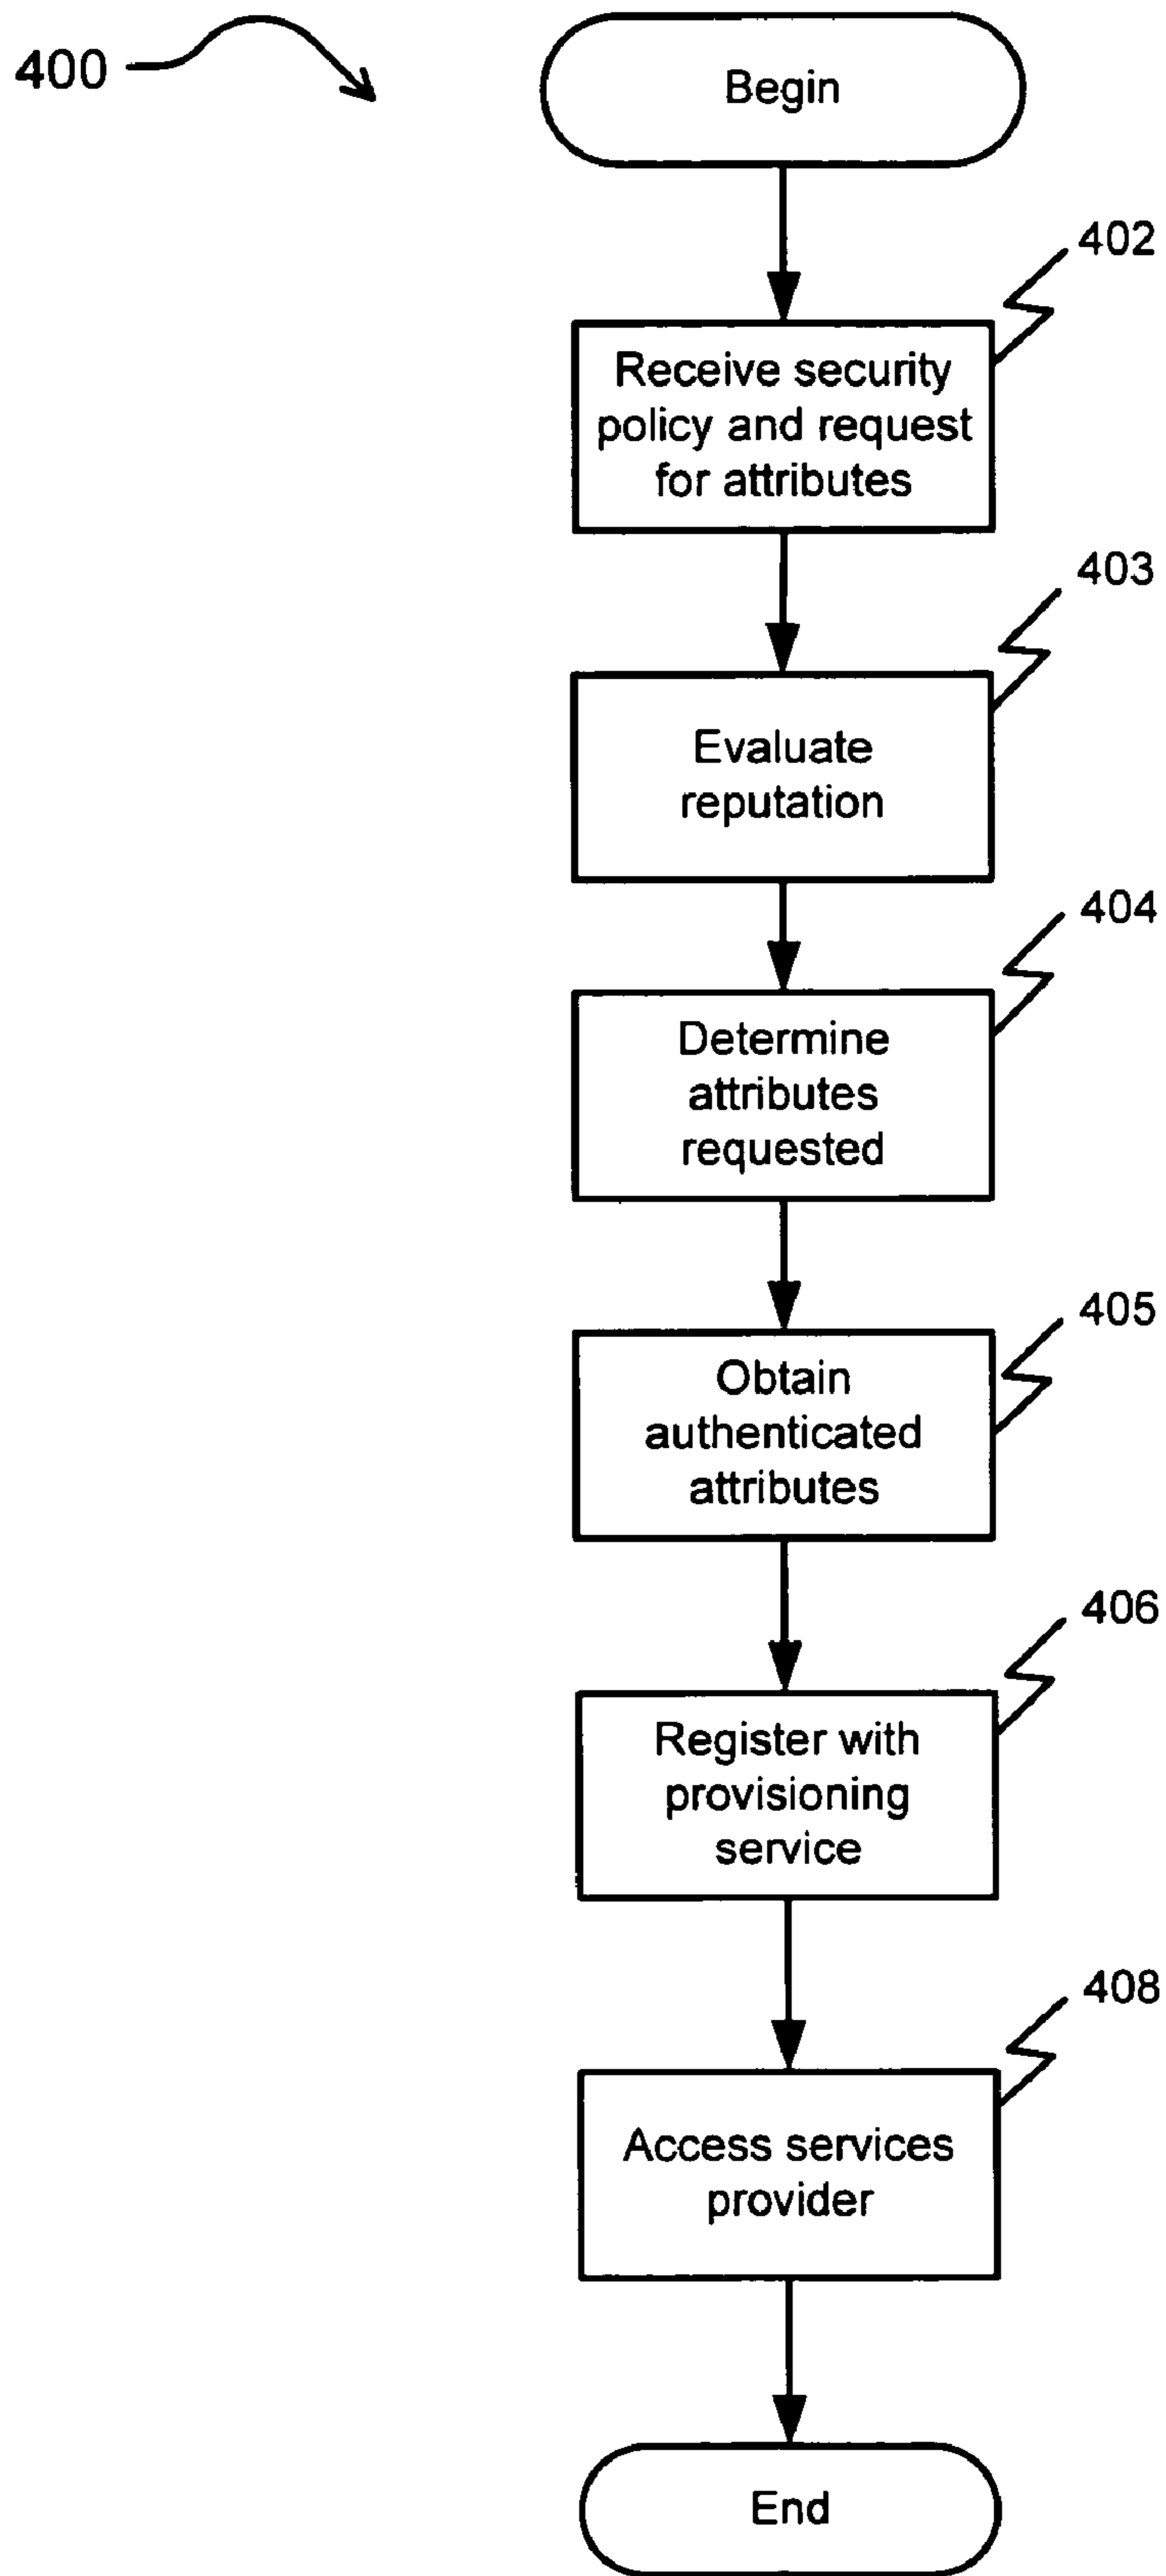 400
Begin
402
Receive security
policy and request
for attributes
403
Evaluate
reputation
404
Determine
attributes
requested
405
Obtain
authenticated
attributes
406
Register with
provisioning
service
408
Access services
provider
End